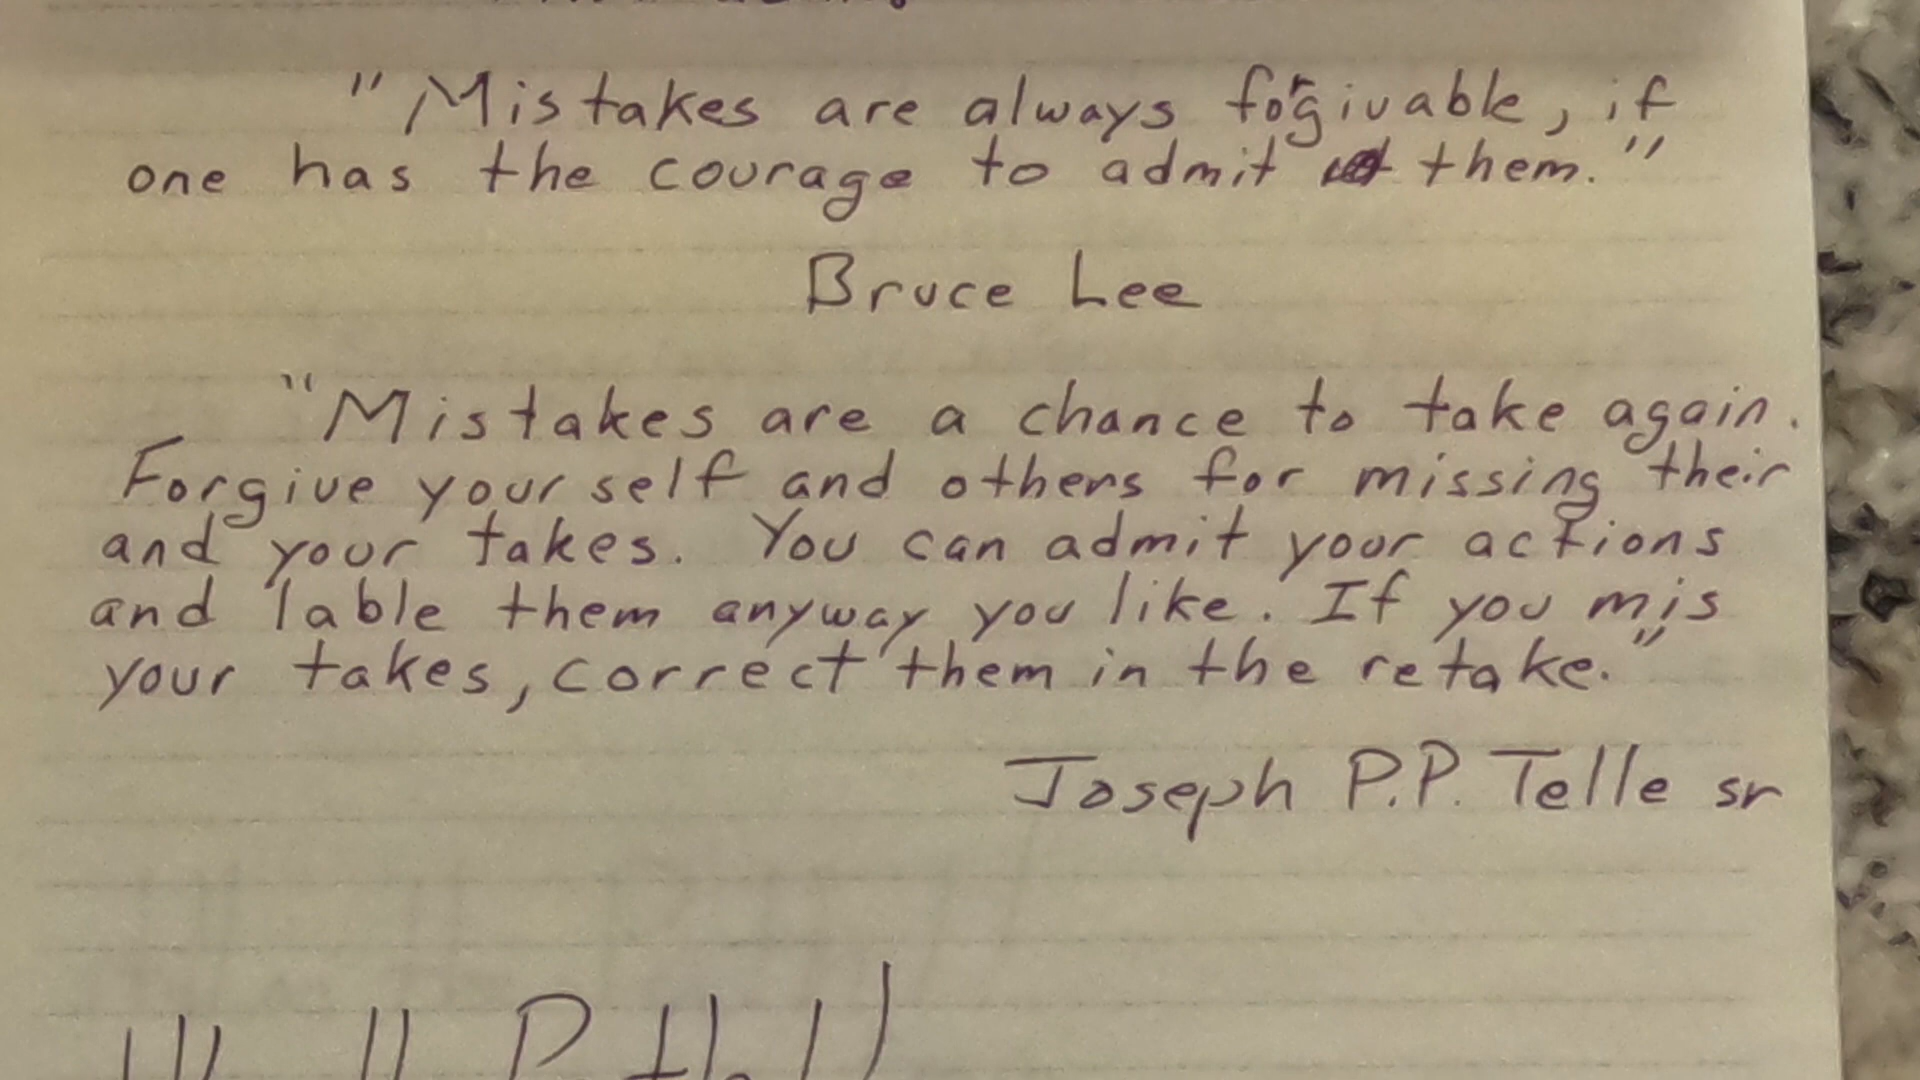 "Mistakes are always forgivable, if
one has the courage to admit them."
Bruce Lee
"Mistakes are a chance to take again.
Forgive your self and others for missing their
and your takes. You can admit your actions
and lable them anyway you like. If you mis
your takes, correct them in the retake."
Joseph P.P. Telle sr